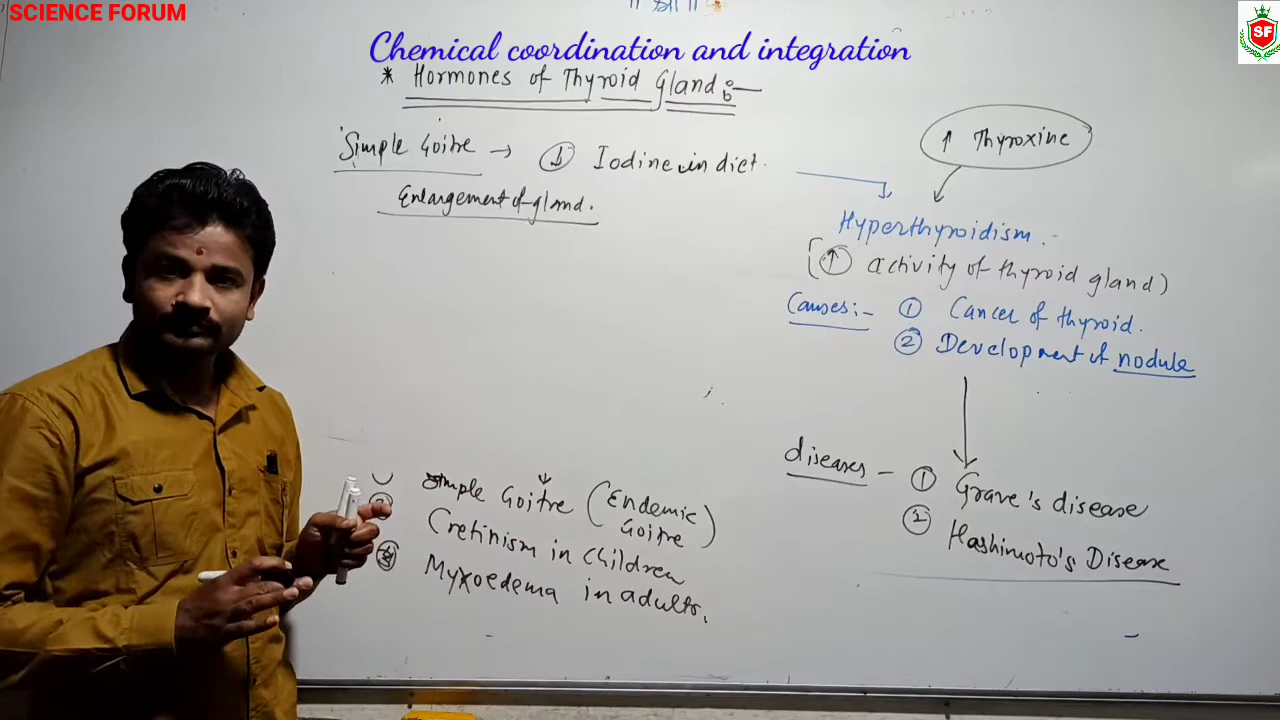 SCIENCE FORUM
SF
Chemical coordination and integration
* Hormones of Thyroid Gland :-
Simple Goitre → ↓ Iodine in diet.
Enlargement of gland.
↑ Thyroxine
Hyperthyroidism.-
(↑ activity of thyroid gland)
Causes:- ① Cancer of thyroid.
② Development of nodule
Simple Goitre (Endemic
Goitre)
Cretinism in Children
③ Myxoedema in adults.
diseases - ① Grave's disease
② Hashimoto's Disease